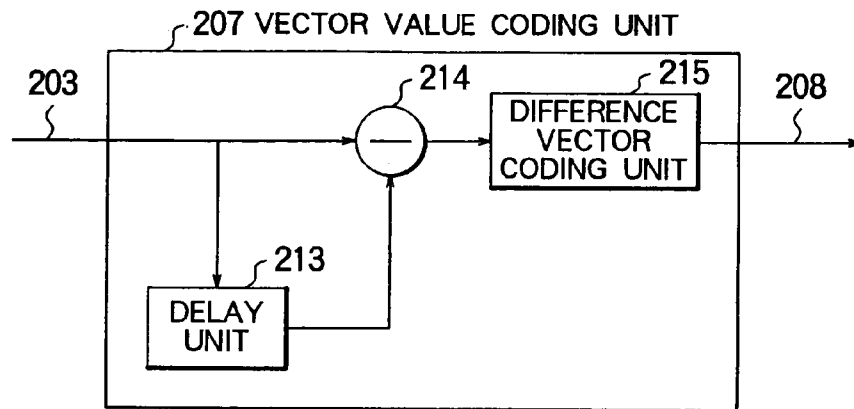 207 VECTOR VALUE CODING UNIT
203
214
215
208
DIFFERENCE
VECTOR
CODING UNIT
213
DELAY
UNIT